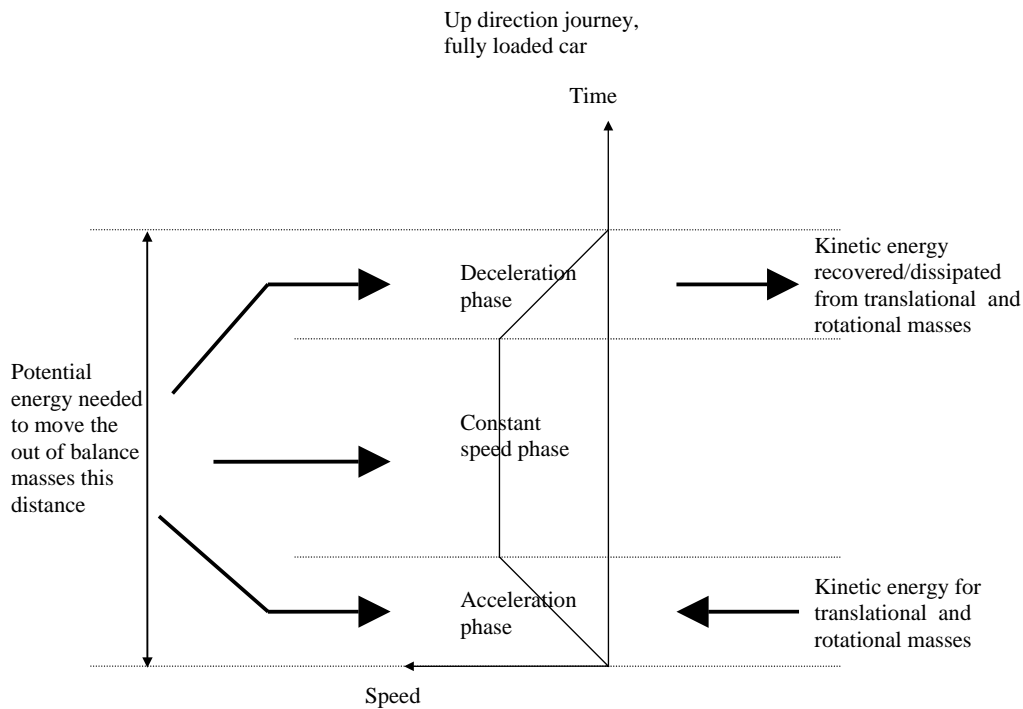 Up direction journey,
fully loaded car
Time
Deceleration
phase
Kinetic energy
recovered/dissipated
from translational and
rotational masses
Potential
energy needed
to move the
out of balance
masses this
distance
Constant
speed phase
Acceleration
phase
Kinetic energy for
translational and
rotational masses
Speed